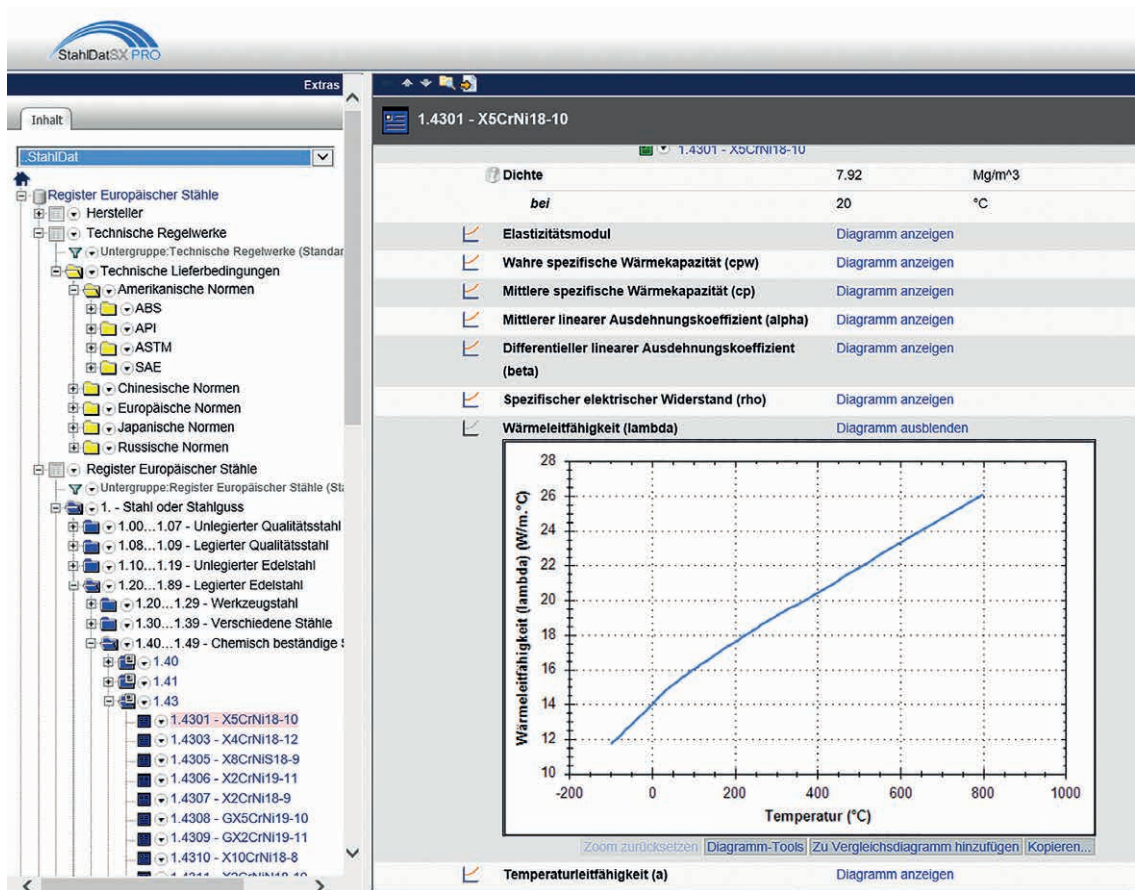 StahlDatSX PRO
Extras
Inhalt
.StahlDat
Register Europäischer Stähle
Hersteller
Technische Regelwerke
Untergruppe:Technische Regelwerke (Standar
Technische Lieferbedingungen
Amerikanische Normen
ABS
API
ASTM
SAE
Chinesische Normen
Europäische Normen
Japanische Normen
Russische Normen
Register Europäischer Stähle
Untergruppe:Register Europäischer Stähle (Sta
1. - Stahl oder Stahlguss
1.00...1.07 - Unlegierter Qualitätsstahl
1.08...1.09 - Legierter Qualitätsstahl
1.10...1.19 - Unlegierter Edelstahl
1.20...1.89 - Legierter Edelstahl
1.20...1.29 - Werkzeugstahl
1.30...1.39 - Verschiedene Stähle
1.40...1.49 - Chemisch beständige
1.40
1.41
1.43
1.4301 - X5CrNi18-10
1.4303 - X4CrNi18-12
1.4305 - X8CrNiS18-9
1.4306 - X2CrNi19-11
1.4307 - X2CrNi18-9
1.4308 - GX5CrNi19-10
1.4309 - GX2CrNi19-11
1.4310 - X10CrNi18-8
1.4301 - X5CrNi18-10
1.4301 - X5CrNi18-10
Dichte 7.92 Mg/m^3
bei 20 °C
Elastizitätsmodul Diagramm anzeigen
Wahre spezifische Wärmekapazität (cpw) Diagramm anzeigen
Mittlere spezifische Wärmekapazität (cp) Diagramm anzeigen
Mittlerer linearer Ausdehnungskoeffizient (alpha) Diagramm anzeigen
Differentieller linearer Ausdehnungskoeffizient Diagramm anzeigen
(beta)
Spezifischer elektrischer Widerstand (rho) Diagramm anzeigen
Wärmeleitfähigkeit (lambda) Diagramm ausblenden
Wärmeleitfähigkeit (lambda) (W/m.°C)
28
26
24
22
20
18
16
14
12
10
-200 0 200 400 600 800 1000
Temperatur (°C)
Zoom zurücksetzen Diagramm-Tools Zu Vergleichsdiagramm hinzufügen Kopieren...
Temperaturleitfähigkeit (a) Diagramm anzeigen